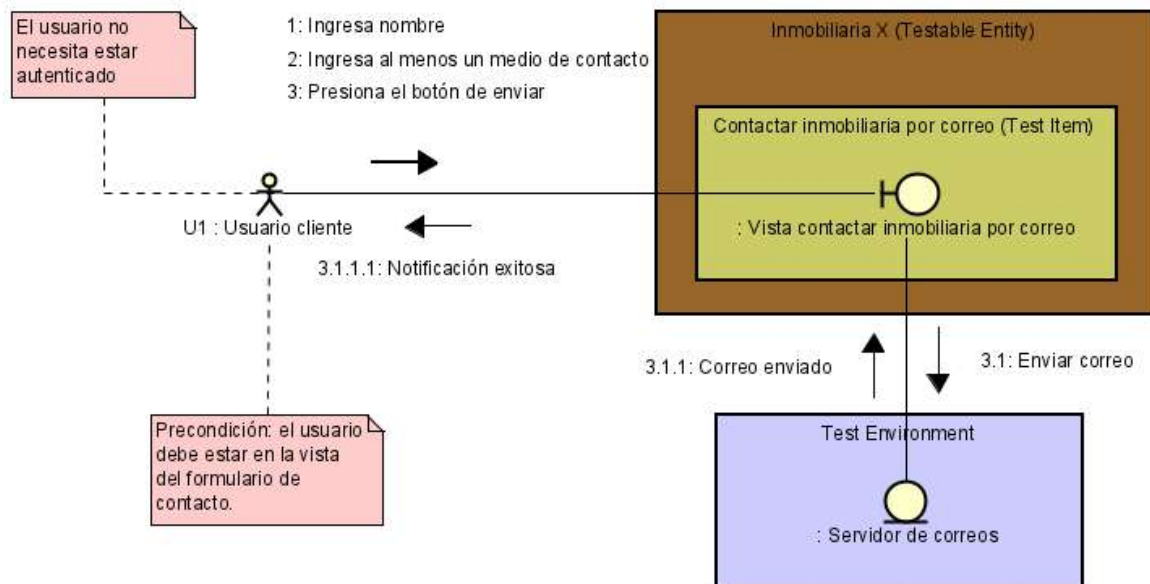 El usuario no
necesita estar
autenticado
1: Ingresa nombre
2: Ingresa al menos un medio de contacto
3: Presiona el botón de enviar
Inmobiliaria X (Testable Entity)
Contactar inmobiliaria por correo (Test Item)
U1 : Usuario cliente
: Vista contactar inmobiliaria por correo
3.1.1.1: Notificación exitosa
3.1.1: Correo enviado
3.1: Enviar correo
Precondición: el usuario
debe estar en la vista
del formulario de
contacto.
Test Environment
: Servidor de correos